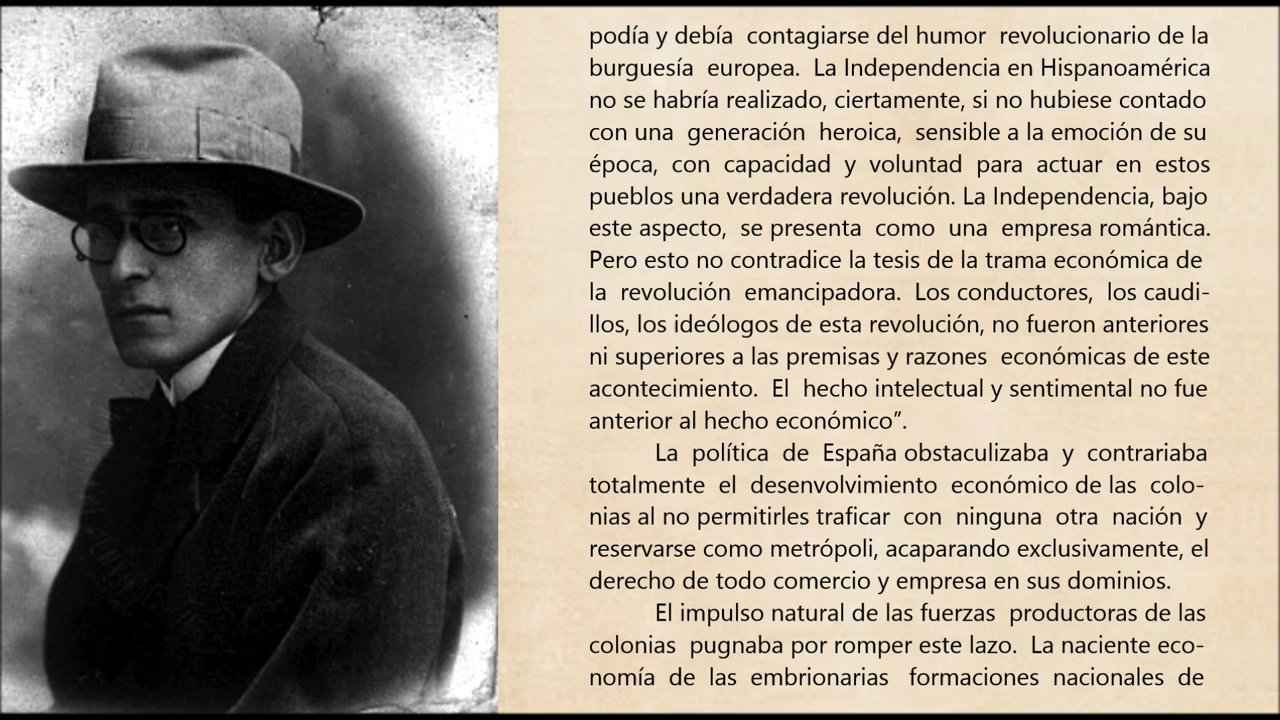 podía y debía contagiarse del humor revolucionario de la
burguesía europea. La Independencia en Hispanoamérica
no se habría realizado, ciertamente, si no hubiese contado
con una generación heroica, sensible a la emoción de su
época, con capacidad y voluntad para actuar en estos
pueblos una verdadera revolución. La Independencia, bajo
este aspecto, se presenta como una empresa romántica.
Pero esto no contradice la tesis de la trama económica de
la revolución emancipadora. Los conductores, los caudi-
llos, los ideólogos de esta revolución, no fueron anteriores
ni superiores a las premisas y razones económicas de este
acontecimiento. El hecho intelectual y sentimental no fue
anterior al hecho económico”.
La política de España obstaculizaba y contrariaba
totalmente el desenvolvimiento económico de las colo-
nias al no permitirles traficar con ninguna otra nación y
reservarse como metrópoli, acaparando exclusivamente, el
derecho de todo comercio y empresa en sus dominios.
El impulso natural de las fuerzas productoras de las
colonias pugnaba por romper este lazo. La naciente eco-
nomía de las embrionarias formaciones nacionales de